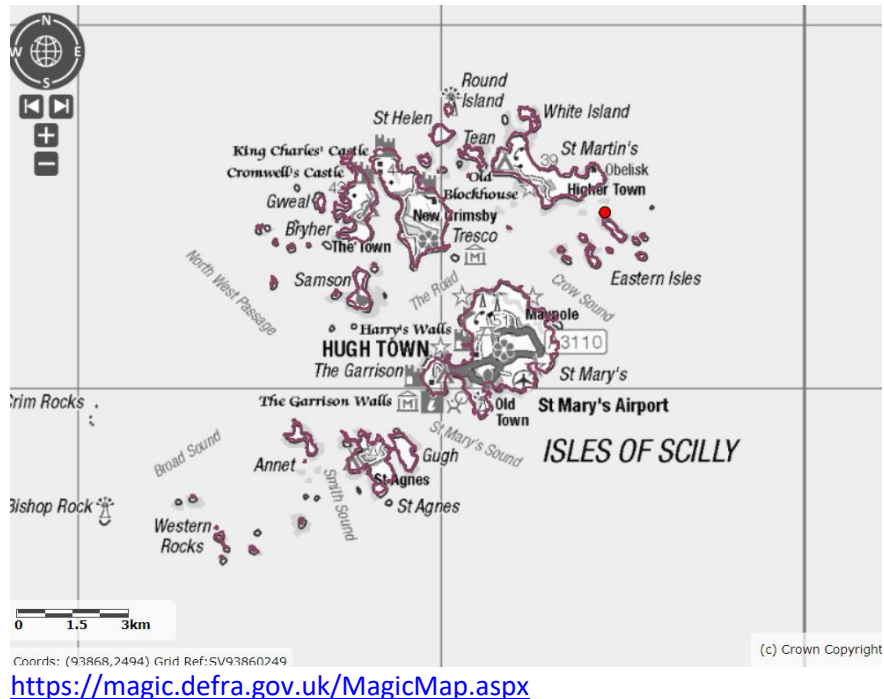 N
W E
S
Round
Island
White Island
St Helen
Tean
St Martin's
King Charles' Castle
39
Obelisk
Cromwell's Castle
44
Old
Higher Town
42
Blockhouse
Gweal
New Grimsby
Bryher
The Town
Tresco
Samson
Eastern Isles
North West Passage
The Road
Crow Sound
Maypole
51
Harry's Walls
A3110
HUGH TOWN
The Garrison
St Mary's
Crim Rocks
The Garrison Walls
Old
Town
St Mary's Airport
St Mary's Sound
Broad Sound
ISLES OF SCILLY
Annet
Gugh
Smith Sound
St Agnes
Bishop Rock
St Agnes
Western
Rocks
0 1.5 3km
(c) Crown Copyright
Coords: (93868,2494) Grid Ref:SV93860249
https://magic.defra.gov.uk/MagicMap.aspx